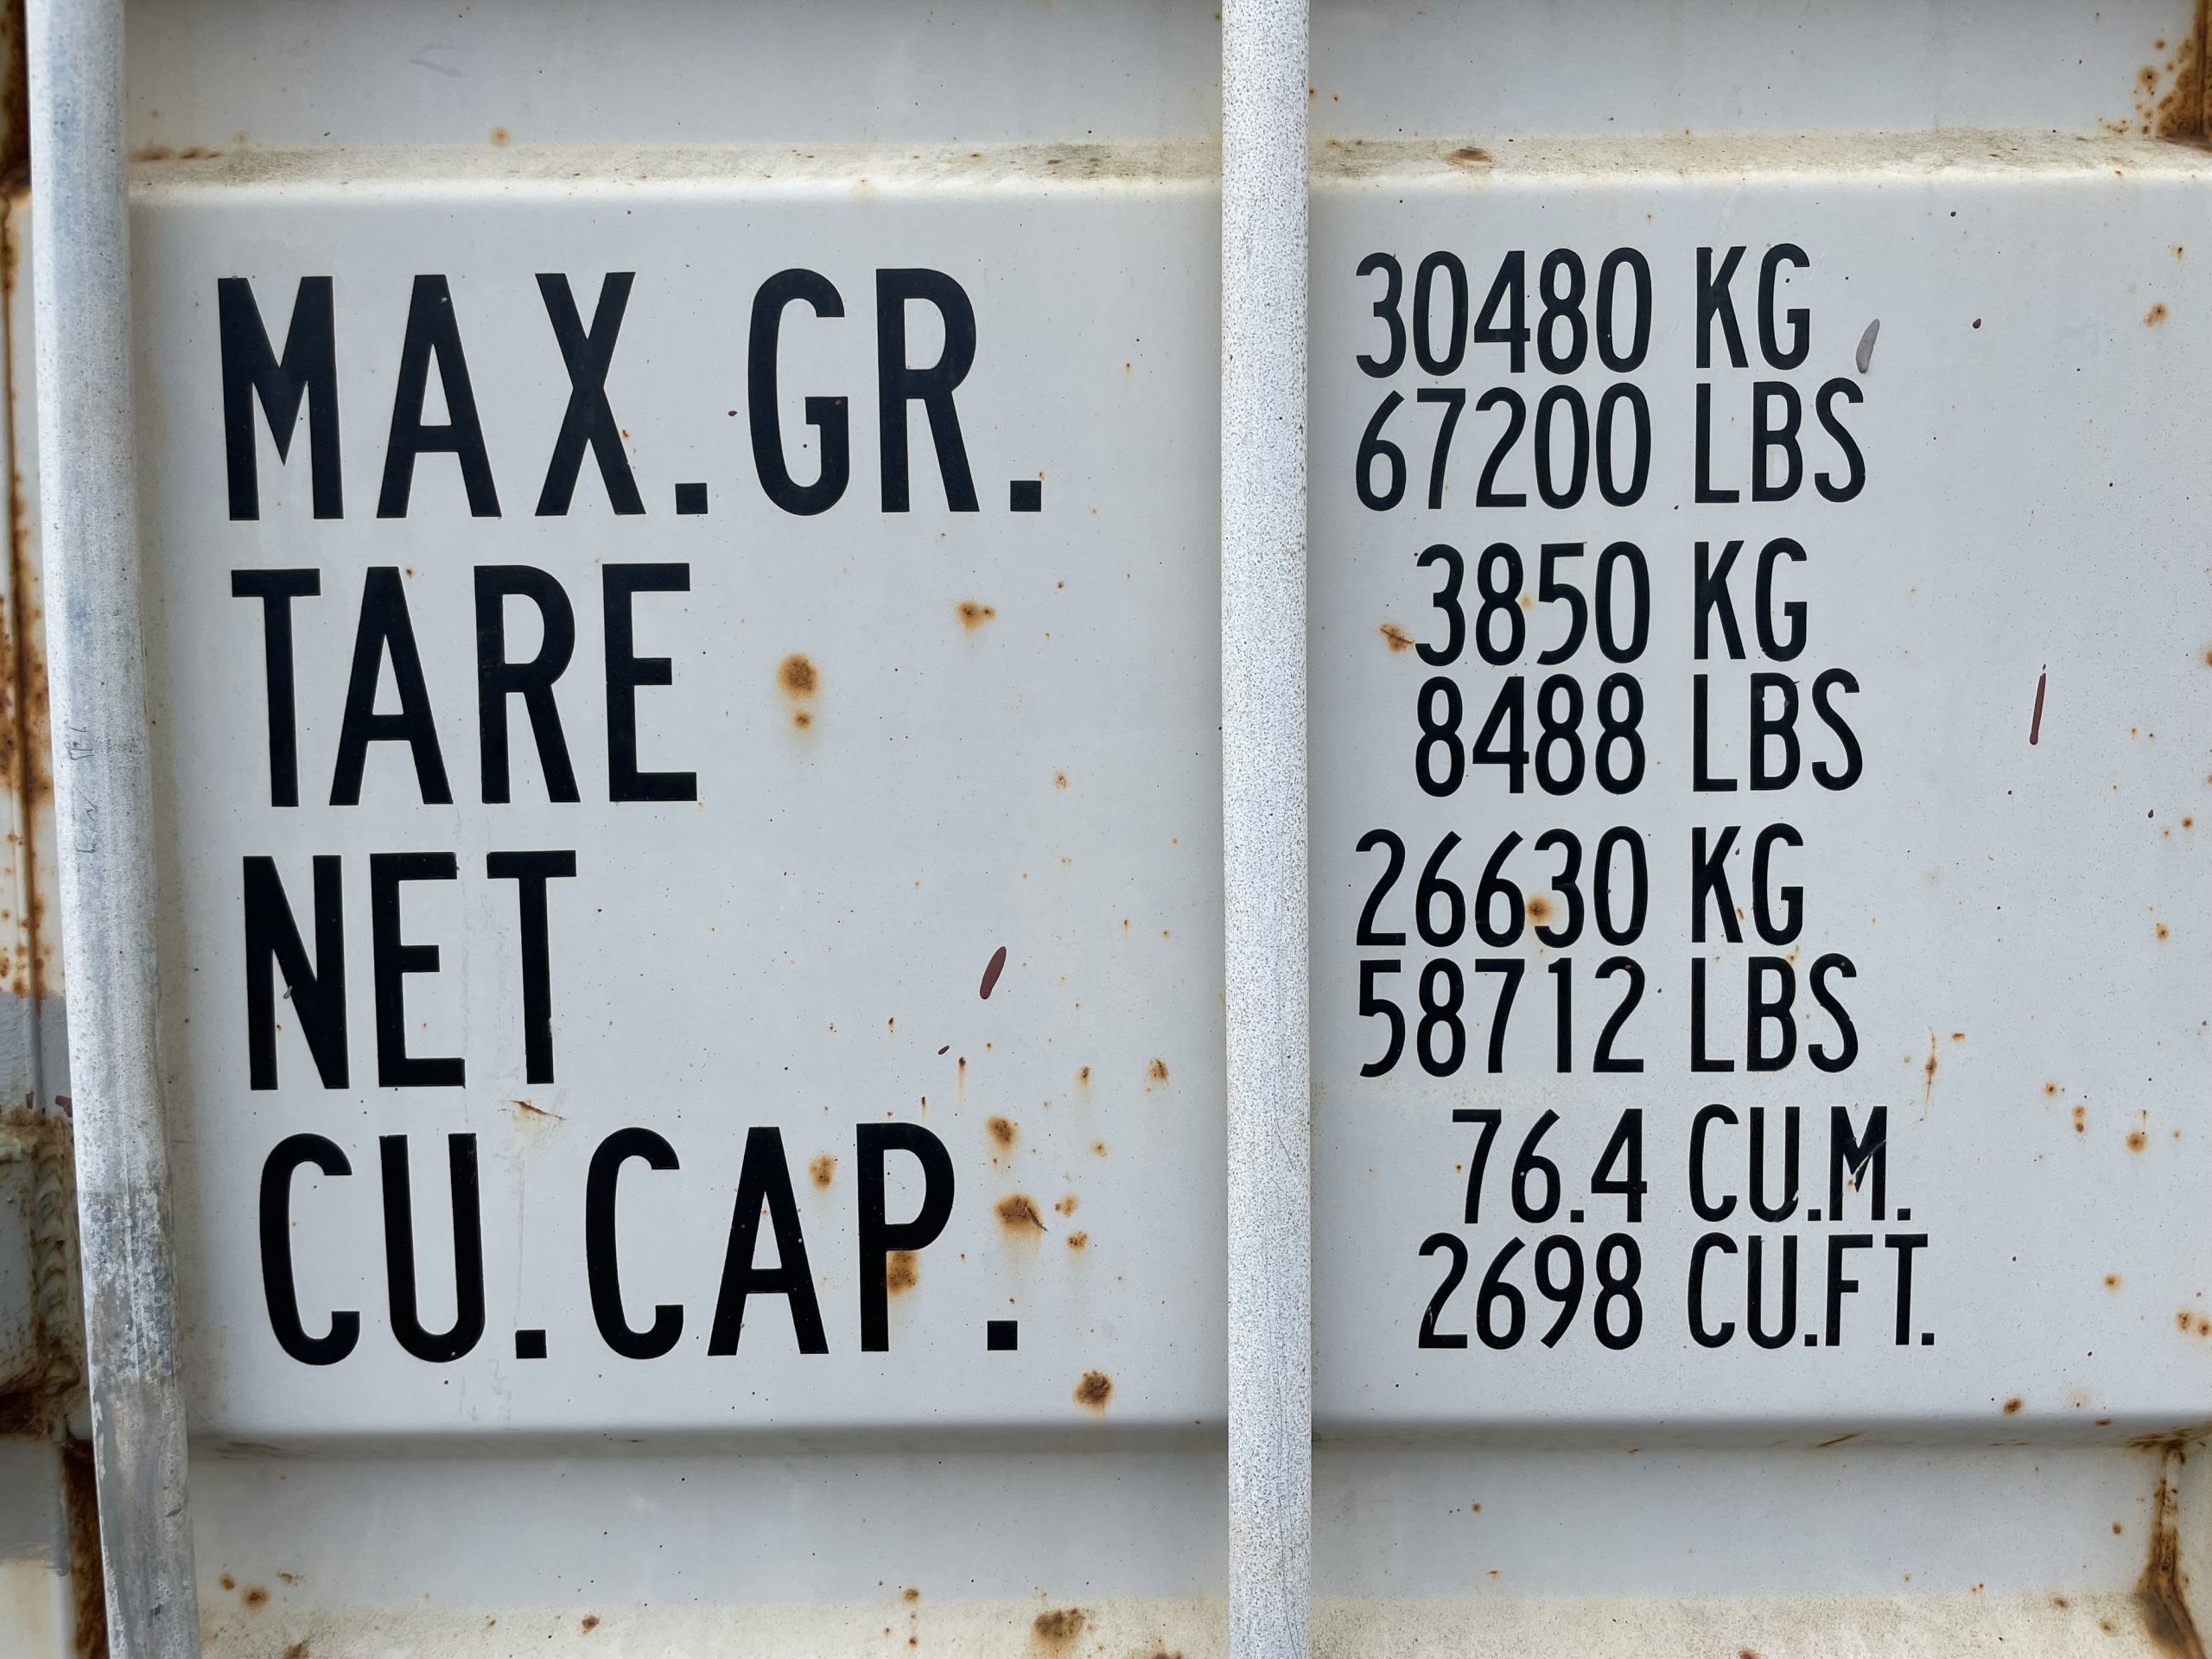 MAX.GR. 30480 KG
67200 LBS
TARE 3850 KG
8488 LBS
NET 26630 KG
58712 LBS
CU.CAP. 76.4 CU.M.
2698 CU.FT.